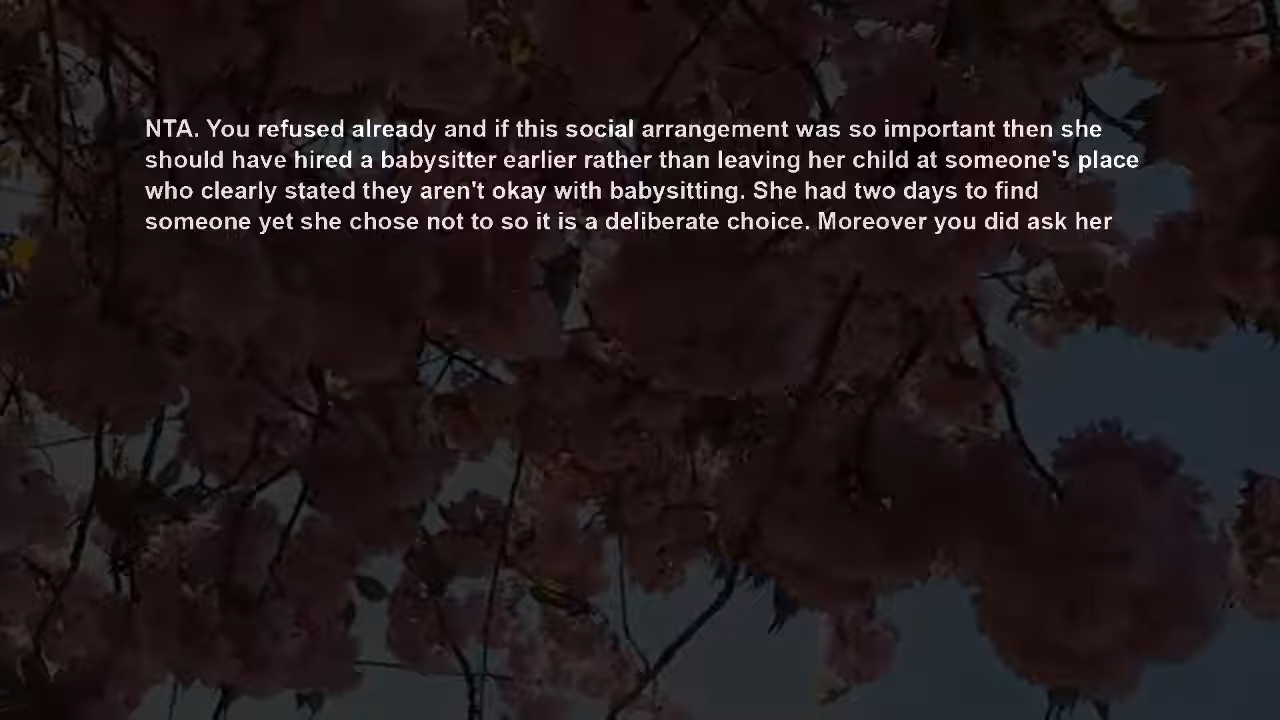 NTA. You refused already and if this social arrangement was so important then she
should have hired a babysitter earlier rather than leaving her child at someone's place
who clearly stated they aren't okay with babysitting. She had two days to find
someone yet she chose not to so it is a deliberate choice. Moreover you did ask her